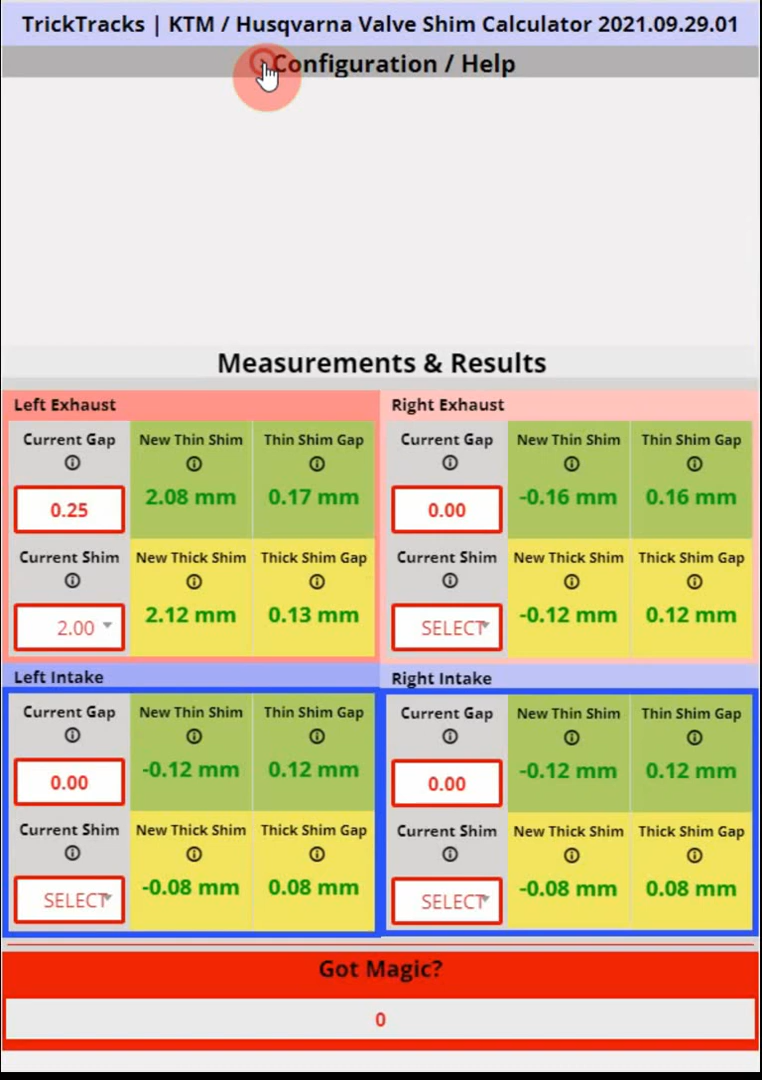 TrickTracks | KTM / Husqvarna Valve Shim Calculator 2021.09.29.01
Configuration / Help
Measurements & Results
Left Exhaust
Right Exhaust
Current Gap New Thin Shim Thin Shim Gap Current Gap New Thin Shim Thin Shim Gap
0.25 2.08 mm 0.17 mm 0.00 -0.16 mm 0.16 mm
Current Shim New Thick Shim Thick Shim Gap Current Shim New Thick Shim Thick Shim Gap
2.00 2.12 mm 0.13 mm SELECT -0.12 mm 0.12 mm
Left Intake
Right Intake
Current Gap New Thin Shim Thin Shim Gap Current Gap New Thin Shim Thin Shim Gap
0.00 -0.12 mm 0.12 mm 0.00 -0.12 mm 0.12 mm
Current Shim New Thick Shim Thick Shim Gap Current Shim New Thick Shim Thick Shim Gap
SELECT -0.08 mm 0.08 mm SELECT -0.08 mm 0.08 mm
Got Magic?
0